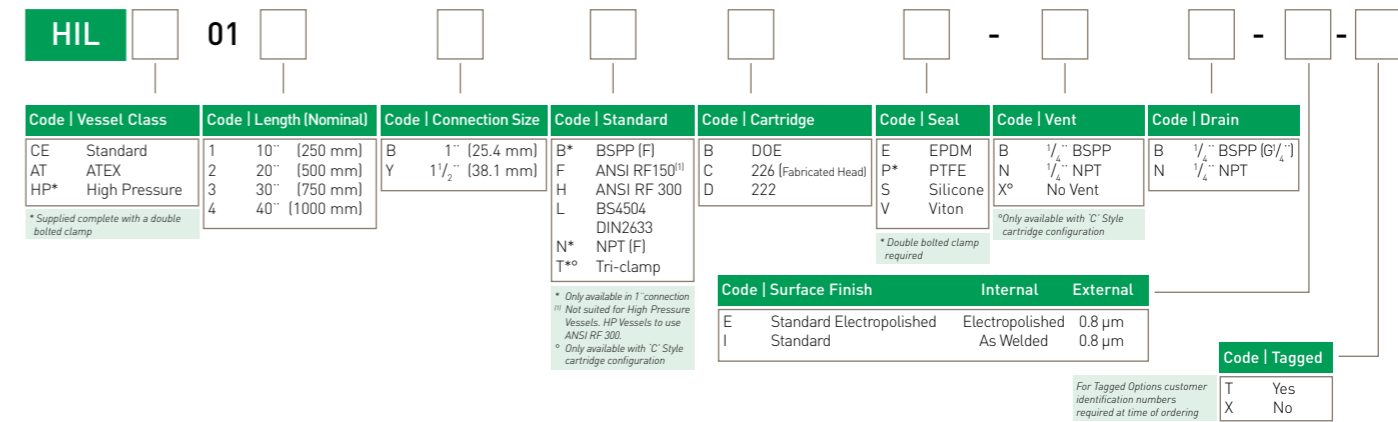 HIL 01 - - -
Code | Vessel Class
CE Standard
AT ATEX
HP* High Pressure
* Supplied complete with a double
bolted clamp
Code | Length (Nominal)
1 10¨ (250 mm)
2 20¨ (500 mm)
3 30¨ (750 mm)
4 40¨ (1000 mm)
Code | Connection Size
B 1¨ (25.4 mm)
Y 1 1/2¨ (38.1 mm)
Code | Standard
B* BSPP (F)
F ANSI RF150(1)
H ANSI RF 300
L BS4504
DIN2633
N* NPT (F)
T*° Tri-clamp
* Only available in 1¨connection
(1) Not suited for High Pressure
Vessels. HP Vessels to use
ANSI RF 300.
° Only available with ‘C’ Style
cartridge configuration
Code | Cartridge
B DOE
C 226 (Fabricated Head)
D 222
Code | Seal
E EPDM
P* PTFE
S Silicone
V Viton
* Double bolted clamp
required
Code | Vent
B 1/4¨ BSPP
N 1/4¨ NPT
X° No Vent
°Only available with ‘C’ Style
cartridge configuration
Code | Drain
B 1/4¨ BSPP (G1/4¨)
N 1/4¨ NPT
Code | Surface Finish Internal External
E Standard Electropolished Electropolished 0.8 µm
I Standard As Welded 0.8 µm
Code | Tagged
T Yes
X No
For Tagged Options customer
identification numbers
required at time of ordering